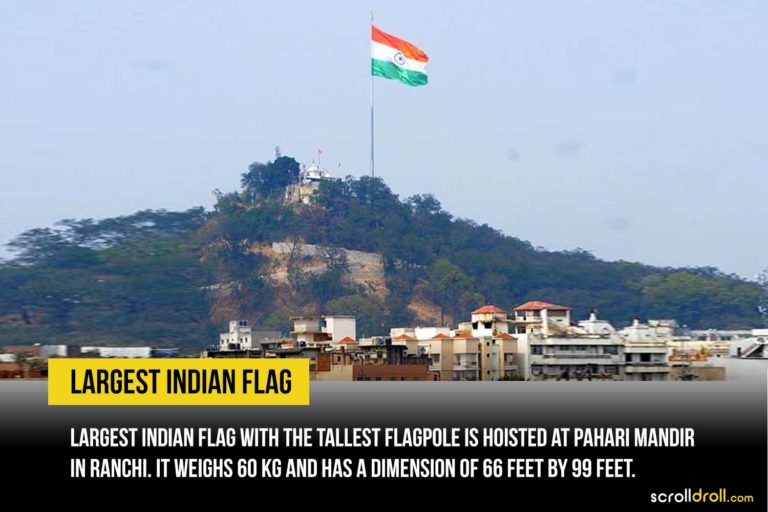 LARGEST INDIAN FLAG
LARGEST INDIAN FLAG WITH THE TALLEST FLAGPOLE IS HOISTED AT PAHARI MANDIR
IN RANCHI. IT WEIGHS 60 KG AND HAS A DIMENSION OF 66 FEET BY 99 FEET.
scrolldroll.com